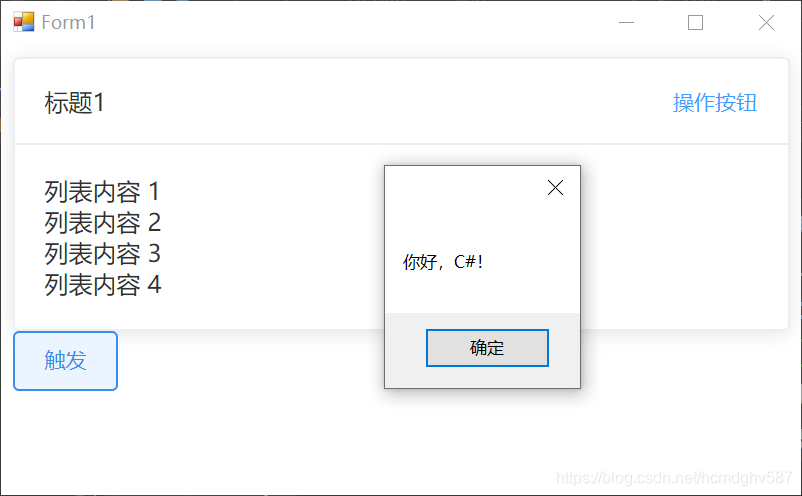 Form1
标题1
操作按钮
列表内容 1
列表内容 2
列表内容 3
列表内容 4
你好，C#!
确定
触发
https://blog.csdn.net/hcmdghv587